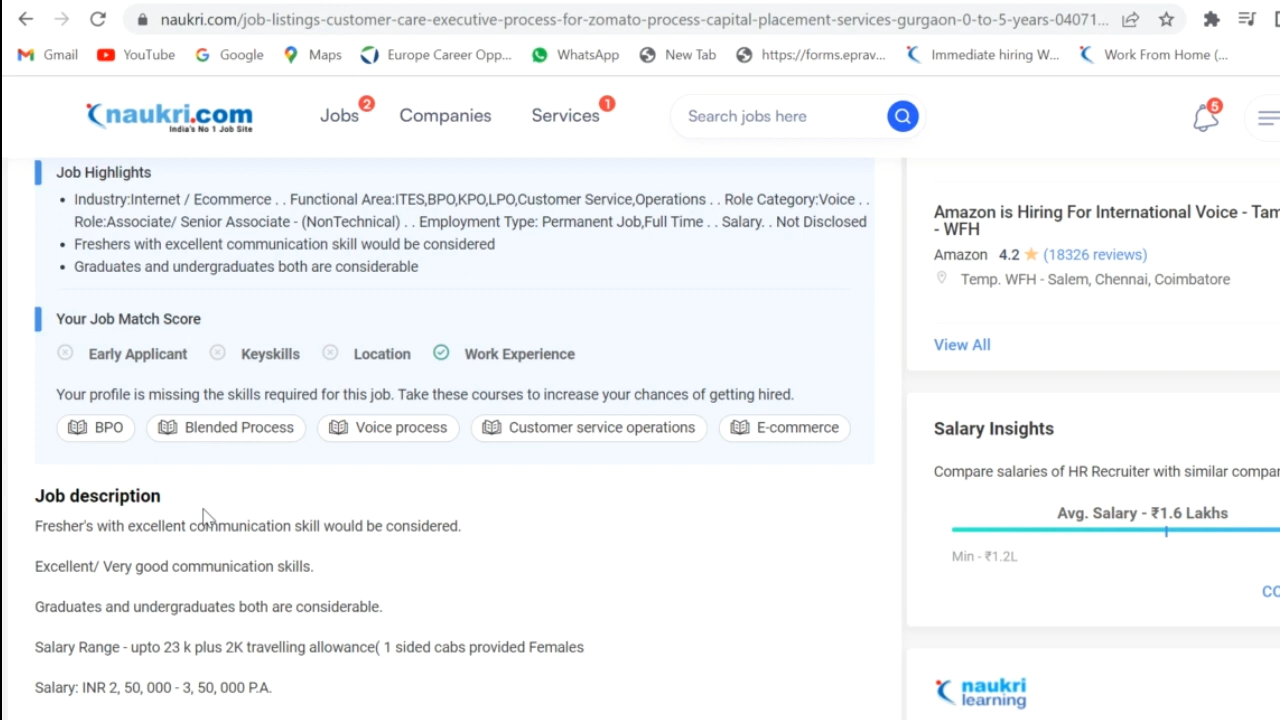 naukri.com/job-listings-customer-care-executive-process-for-zomato-process-capital-placement-services-gurgaon-0-to-5-years-04071...
Gmail YouTube Google Maps Europe Career Opp... WhatsApp New Tab https://forms.eprav... Immediate hiring W... Work From Home (...
naukri.com
India's No 1 Job Site
Jobs 2 Companies Services 1 Search jobs here 5
Job Highlights
• Industry:Internet / Ecommerce . . Functional Area:ITES,BPO,KPO,LPO,Customer Service,Operations . . Role Category:Voice . .
Role:Associate/ Senior Associate - (NonTechnical) . . Employment Type: Permanent Job,Full Time . . Salary. . Not Disclosed
• Freshers with excellent communication skill would be considered
• Graduates and undergraduates both are considerable
Your Job Match Score
Early Applicant Keyskills Location Work Experience
Your profile is missing the skills required for this job. Take these courses to increase your chances of getting hired.
BPO Blended Process Voice process Customer service operations E-commerce
Job description
Fresher's with excellent communication skill would be considered.
Excellent/ Very good communication skills.
Graduates and undergraduates both are considerable.
Salary Range - upto 23 k plus 2K travelling allowance( 1 sided cabs provided Females
Salary: INR 2, 50, 000 - 3, 50, 000 P.A.
Amazon is Hiring For International Voice - Tam
- WFH
Amazon 4.2 ★ (18326 reviews)
Temp. WFH - Salem, Chennai, Coimbatore
View All
Salary Insights
Compare salaries of HR Recruiter with similar compan
Avg. Salary - ₹1.6 Lakhs
Min - ₹1.2L
CO
naukri
learning